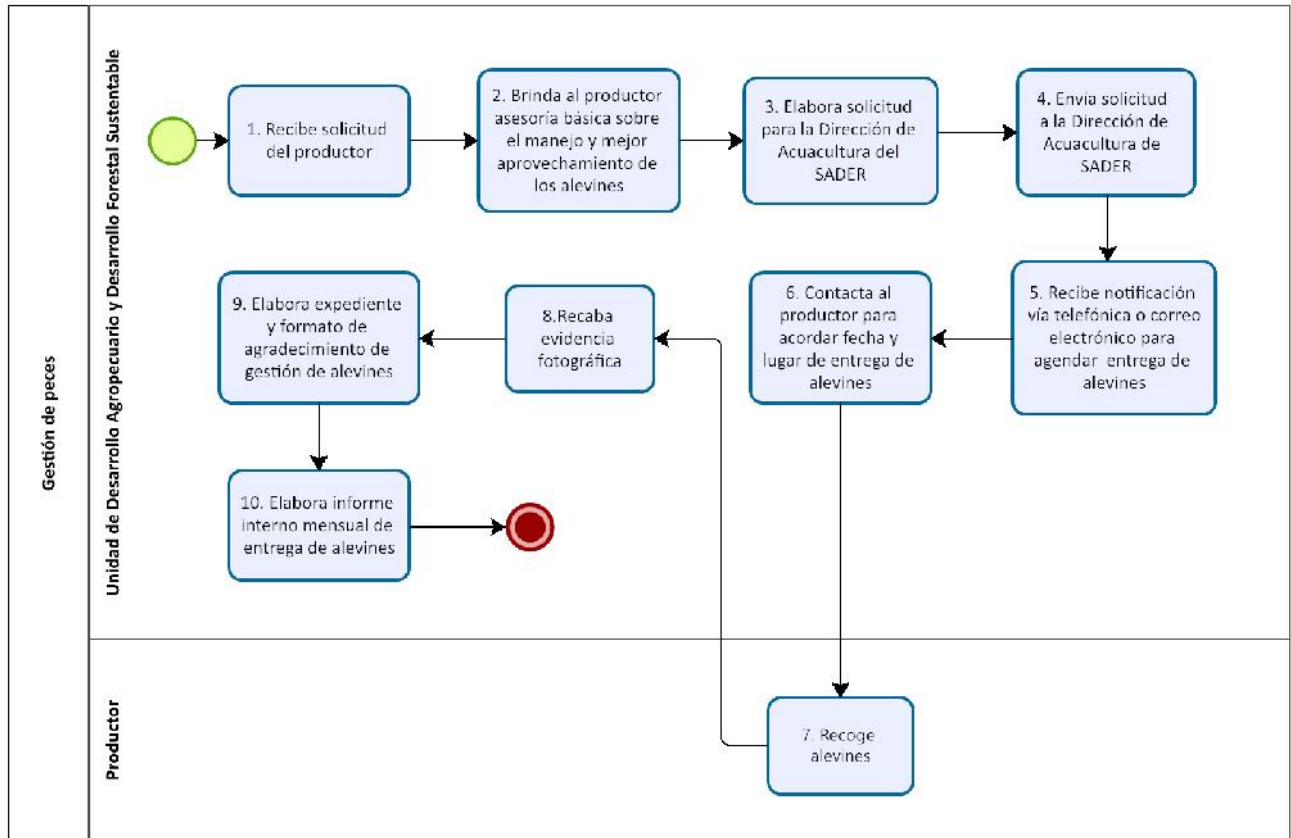 Gestión de peces
Unidad de Desarrollo Agropecuario y Desarrollo Forestal Sustentable
1. Recibe solicitud
del productor
2. Brinda al productor
asesoría básica sobre
el manejo y mejor
aprovechamiento de
los alevines
3. Elabora solicitud
para la Dirección de
Acuacultura del
SADER
4. Envía solicitud
a la Dirección de
Acuacultura de
SADER
5. Recibe notificación
vía telefónica o correo
electrónico para
agendar entrega de
alevines
6. Contacta al
productor para
acordar fecha y
lugar de entrega de
alevines
Productor
7. Recoge
alevines
8.Recaba
evidencia
fotográfica
9. Elabora expediente
y formato de
agradecimiento de
gestión de alevines
10. Elabora informe
interno mensual de
entrega de alevines